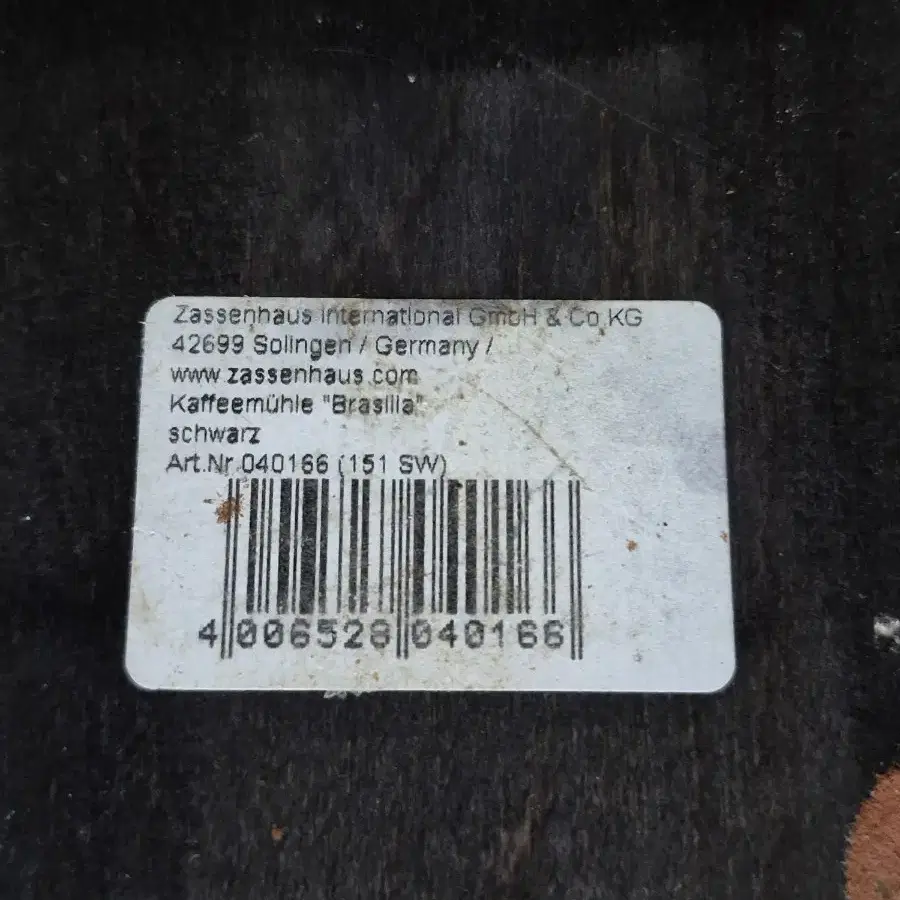 Zassenhaus International GmbH & Co.KG
42699 Solingen / Germany /
www.zassenhaus.com
Kaffeemühle "Brasilia"
schwarz
Art.Nr.040166 (151 SW)
4 006528 040166